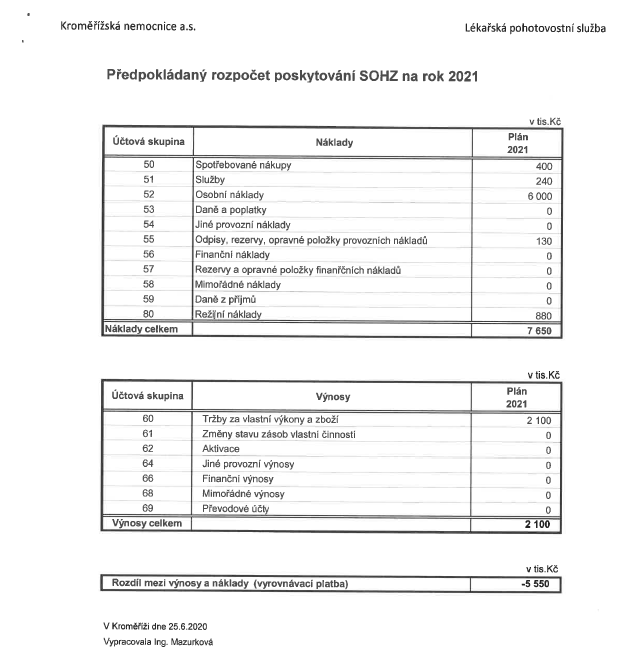 Kroměřížská nemocnice a.s. Lékařská pohotovostní služba
Předpokládaný rozpočet poskytování SOHZ na rok 2021
v tis.Kč
Účtová skupina Náklady Plán 2021
50 Spotřebované nákupy 400
51 Služby 240
52 Osobní náklady 6 000
53 Daně a poplatky 0
54 Jiné provozní náklady 0
55 Odpisy, rezervy, opravné položky provozních nákladů 130
56 Finanční náklady 0
57 Rezervy a opravné položky finanřčních nákladů 0
58 Mimořádné náklady 0
59 Daně z příjmů 0
80 Režijní náklady 880
Náklady celkem 7 650
v tis.Kč
Účtová skupina Výnosy Plán 2021
60 Tržby za vlastní výkony a zboží 2 100
61 Změny stavu zásob vlastní činnosti 0
62 Aktivace 0
64 Jiné provozní výnosy 0
66 Finanční výnosy 0
68 Mimořádné výnosy 0
69 Převodové účty 0
Výnosy celkem 2 100
v tis.Kč
Rozdíl mezi výnosy a náklady (vyrovnávací platba) -5 550
V Kroměříži dne 25.6.2020
Vypracovala Ing. Mazurková